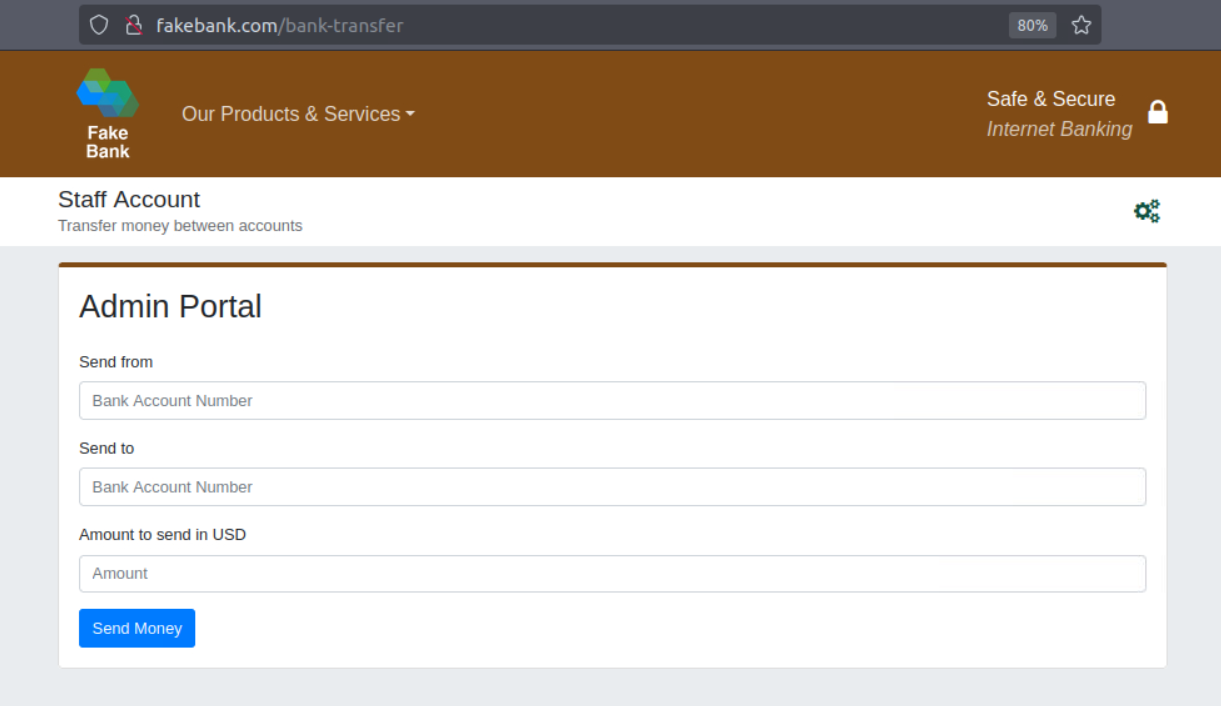 fakebank.com/bank-transfer
80%
Fake
Bank
Our Products & Services
Safe & Secure
Internet Banking
Staff Account
Transfer money between accounts
Admin Portal
Send from
Bank Account Number
Send to
Bank Account Number
Amount to send in USD
Amount
Send Money